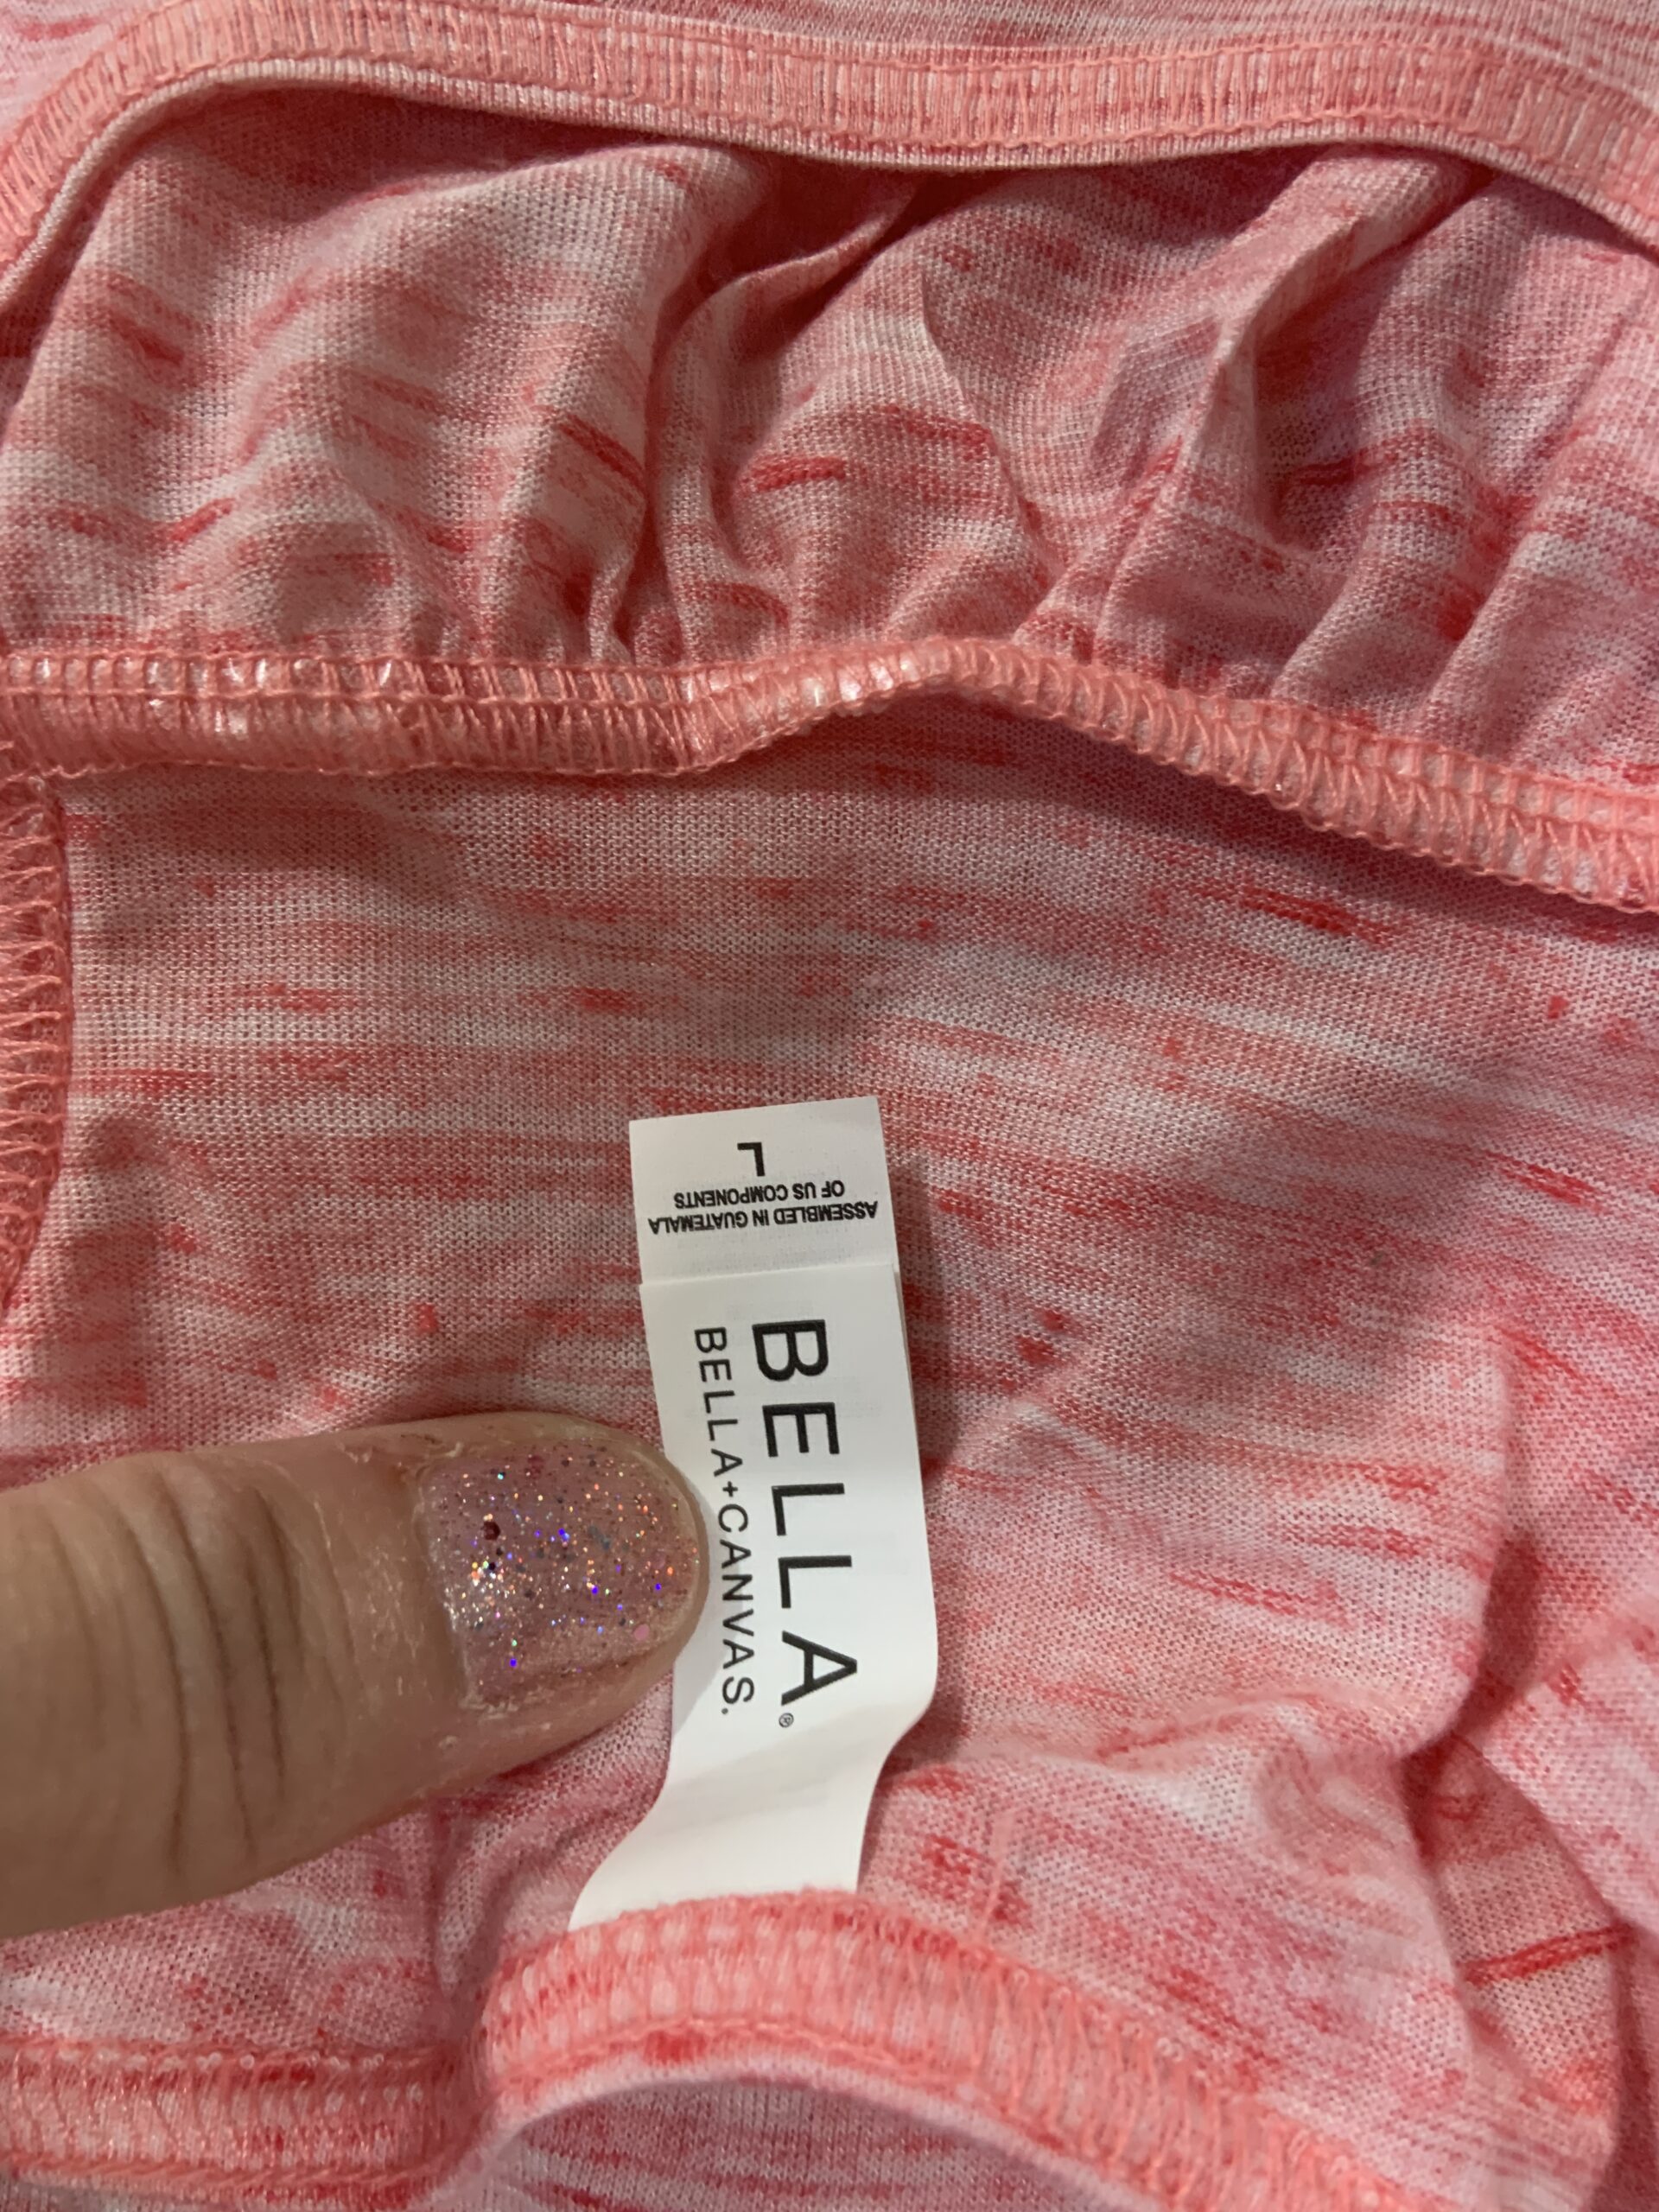 BELLA®
BELLA+CANVAS.
ASSEMBLED IN GUATEMALA
OF US COMPONENTS
L